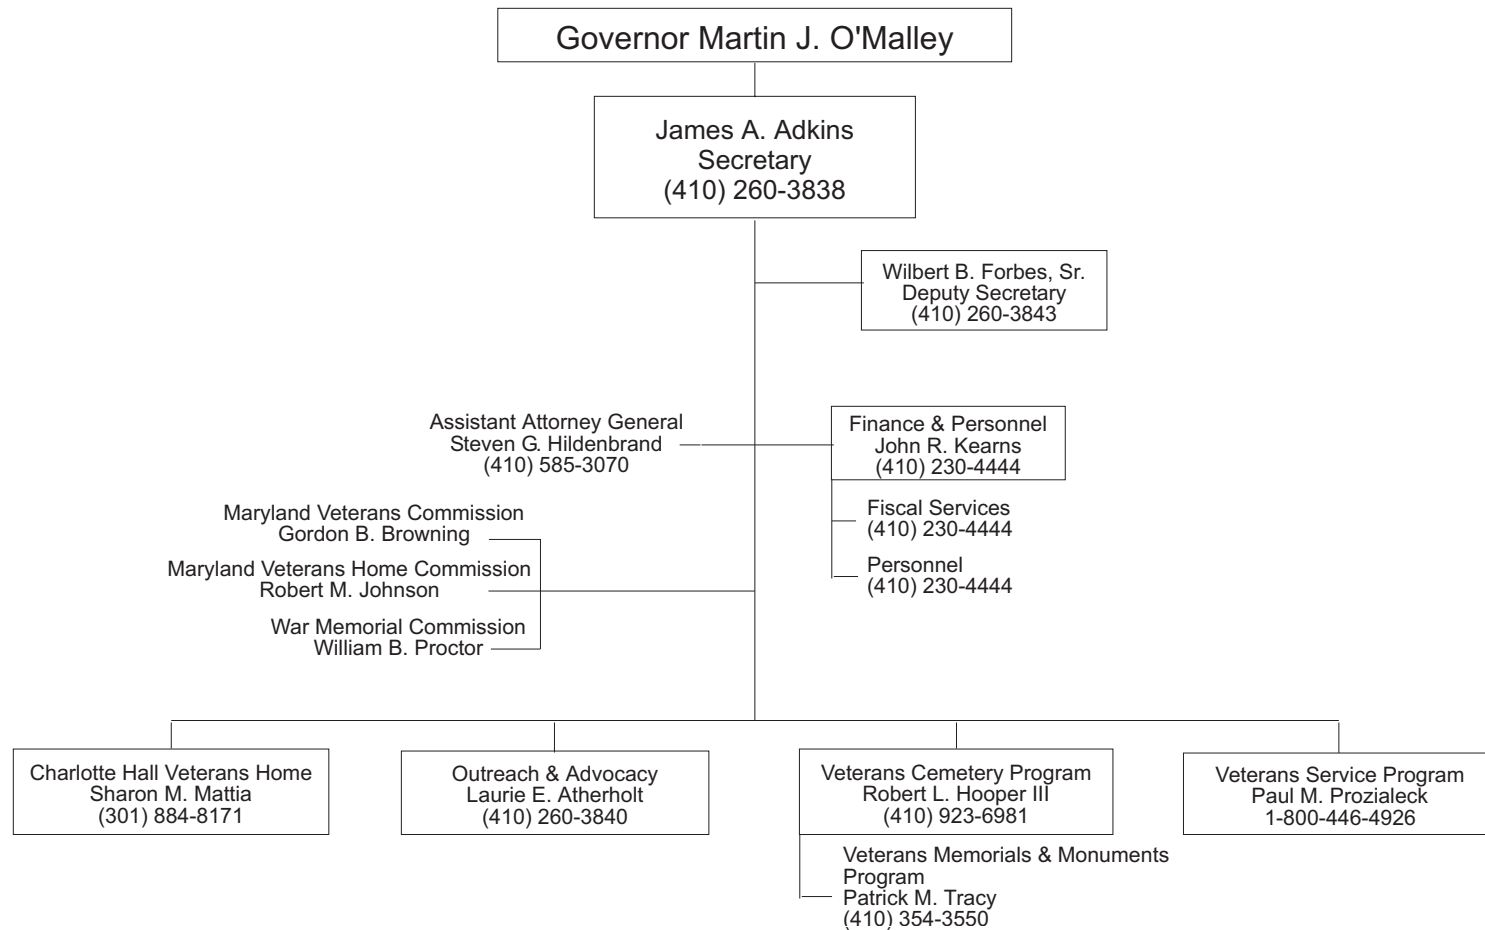 Governor Martin J. O'Malley
James A. Adkins
Secretary
(410) 260-3838
Wilbert B. Forbes, Sr.
Deputy Secretary
(410) 260-3843
Assistant Attorney General
Steven G. Hildenbrand
(410) 585-3070
Finance & Personnel
John R. Kearns
(410) 230-4444
Fiscal Services
(410) 230-4444
Personnel
(410) 230-4444
Maryland Veterans Commission
Gordon B. Browning
Maryland Veterans Home Commission
Robert M. Johnson
War Memorial Commission
William B. Proctor
Charlotte Hall Veterans Home
Sharon M. Mattia
(301) 884-8171
Outreach & Advocacy
Laurie E. Atherholt
(410) 260-3840
Veterans Cemetery Program
Robert L. Hooper III
(410) 923-6981
Veterans Memorials & Monuments
Program
Patrick M. Tracy
(410) 354-3550
Veterans Service Program
Paul M. Prozialeck
1-800-446-4926